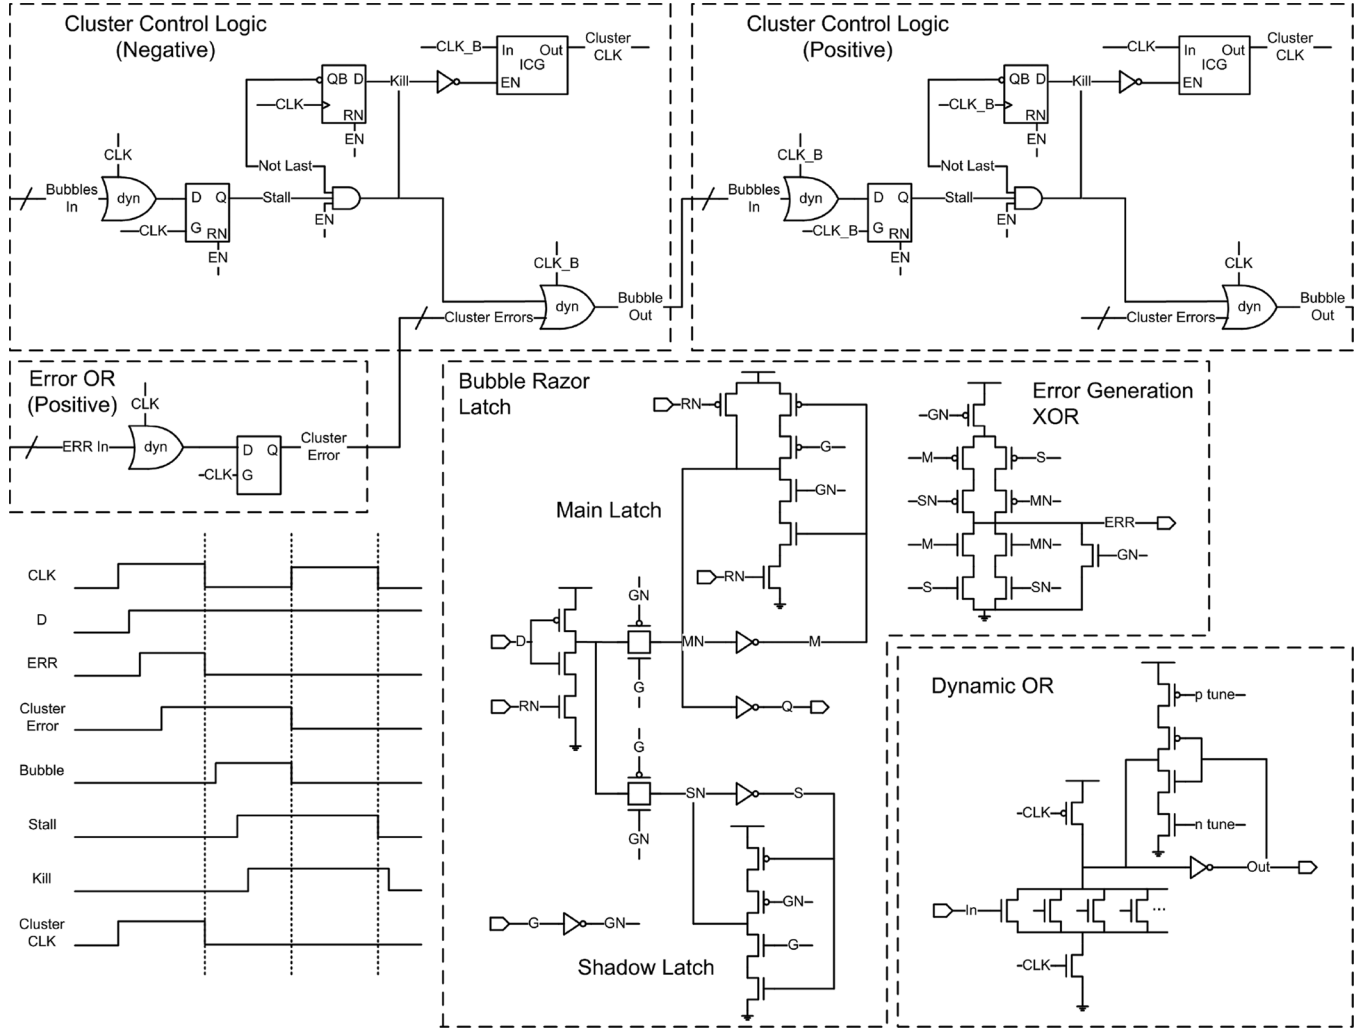 Cluster Control Logic
(Negative)
CLK_B
In
Out
ICG
EN
Cluster
CLK
QB
D
Kill
CLK
RN
EN
CLK
Not Last
Bubbles
In
dyn
D
Q
Stall
EN
CLK
G
RN
EN
CLK_B
dyn
Bubble
Out
Cluster Errors
Cluster Control Logic
(Positive)
CLK
In
Out
ICG
EN
Cluster
CLK
QB
D
Kill
CLK_B
RN
EN
CLK_B
Not Last
Bubbles
In
dyn
D
Q
Stall
EN
CLK_B
G
RN
EN
CLK
dyn
Bubble
Out
Cluster Errors
Error OR
(Positive)
CLK
ERR In
dyn
D
Q
Cluster
Error
CLK
G
CLK
D
ERR
Cluster
Error
Bubble
Stall
Kill
Cluster
CLK
Bubble Razor
Latch
RN
G
GN
Main Latch
RN
GN
D
MN
M
G
RN
Q
G
SN
S
GN
GN
G
GN
G
Shadow Latch
Error Generation
XOR
GN
M
S
SN
MN
ERR
M
MN
GN
S
SN
Dynamic OR
p tune
CLK
n tune
Out
In
...
CLK